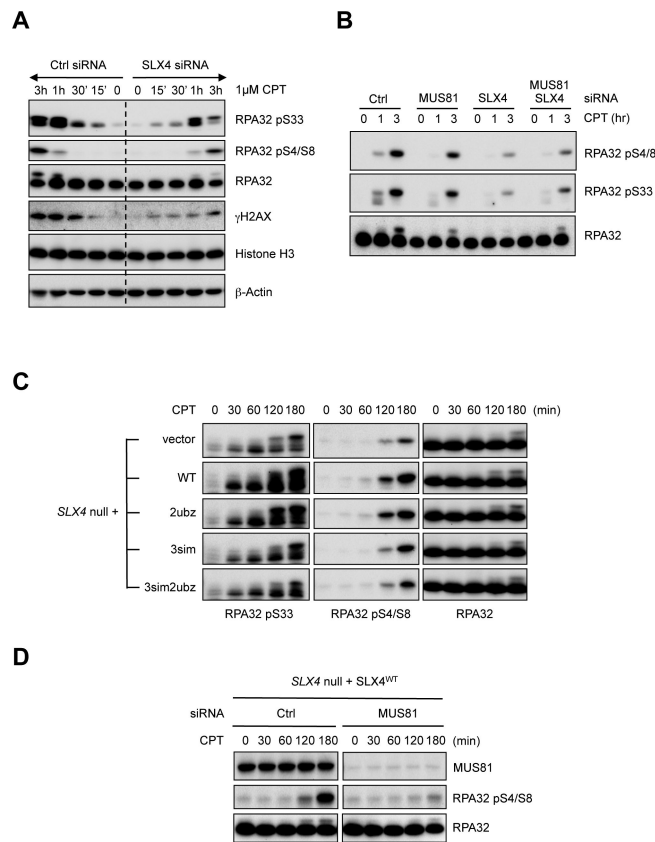 A
Ctrl siRNA SLX4 siRNA
3h 1h 30' 15' 0 0 15' 30' 1h 3h 1µM CPT
RPA32 pS33
RPA32 pS4/S8
RPA32
γH2AX
Histone H3
β-Actin
B
Ctrl MUS81 SLX4 MUS81 SLX4 siRNA
0 1 3 0 1 3 0 1 3 0 1 3 CPT (hr)
RPA32 pS4/8
RPA32 pS33
RPA32
C
CPT 0 30 60 120 180 0 30 60 120 180 0 30 60 120 180 (min)
vector
WT
SLX4 null + 2ubz
3sim
3sim2ubz
RPA32 pS33 RPA32 pS4/S8 RPA32
D
SLX4 null + SLX4WT
siRNA Ctrl MUS81
CPT 0 30 60 120 180 0 30 60 120 180 (min)
MUS81
RPA32 pS4/S8
RPA32